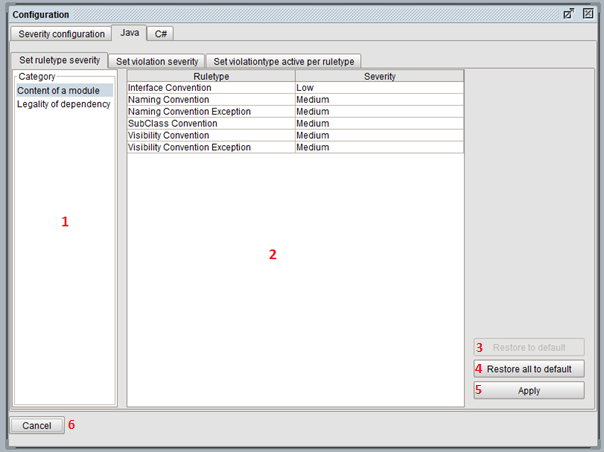 Configuration
Severity configuration Java C#
Set ruletype severity Set violation severity Set violationtype active per ruletype
Category
Content of a module
Legality of dependency
1
Ruletype Severity
Interface Convention Low
Naming Convention Medium
Naming Convention Exception Medium
SubClass Convention Medium
Visibility Convention Medium
Visibility Convention Exception Medium
2
3 Restore to default
4 Restore all to default
5 Apply
Cancel 6